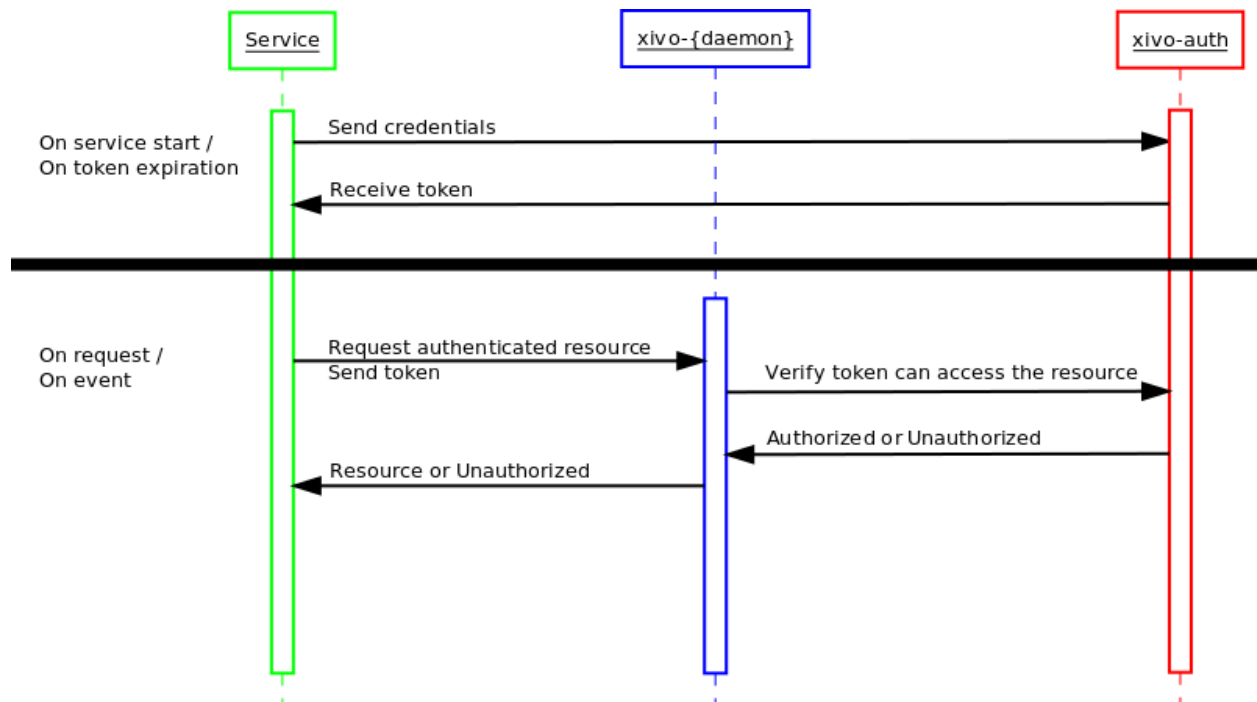 Service
xivo-{daemon}
xivo-auth
Send credentials
On service start /
On token expiration
Receive token
Request authenticated resource
On request /
Send token
Verify token can access the resource
On event
Authorized or Unauthorized
Resource or Unauthorized